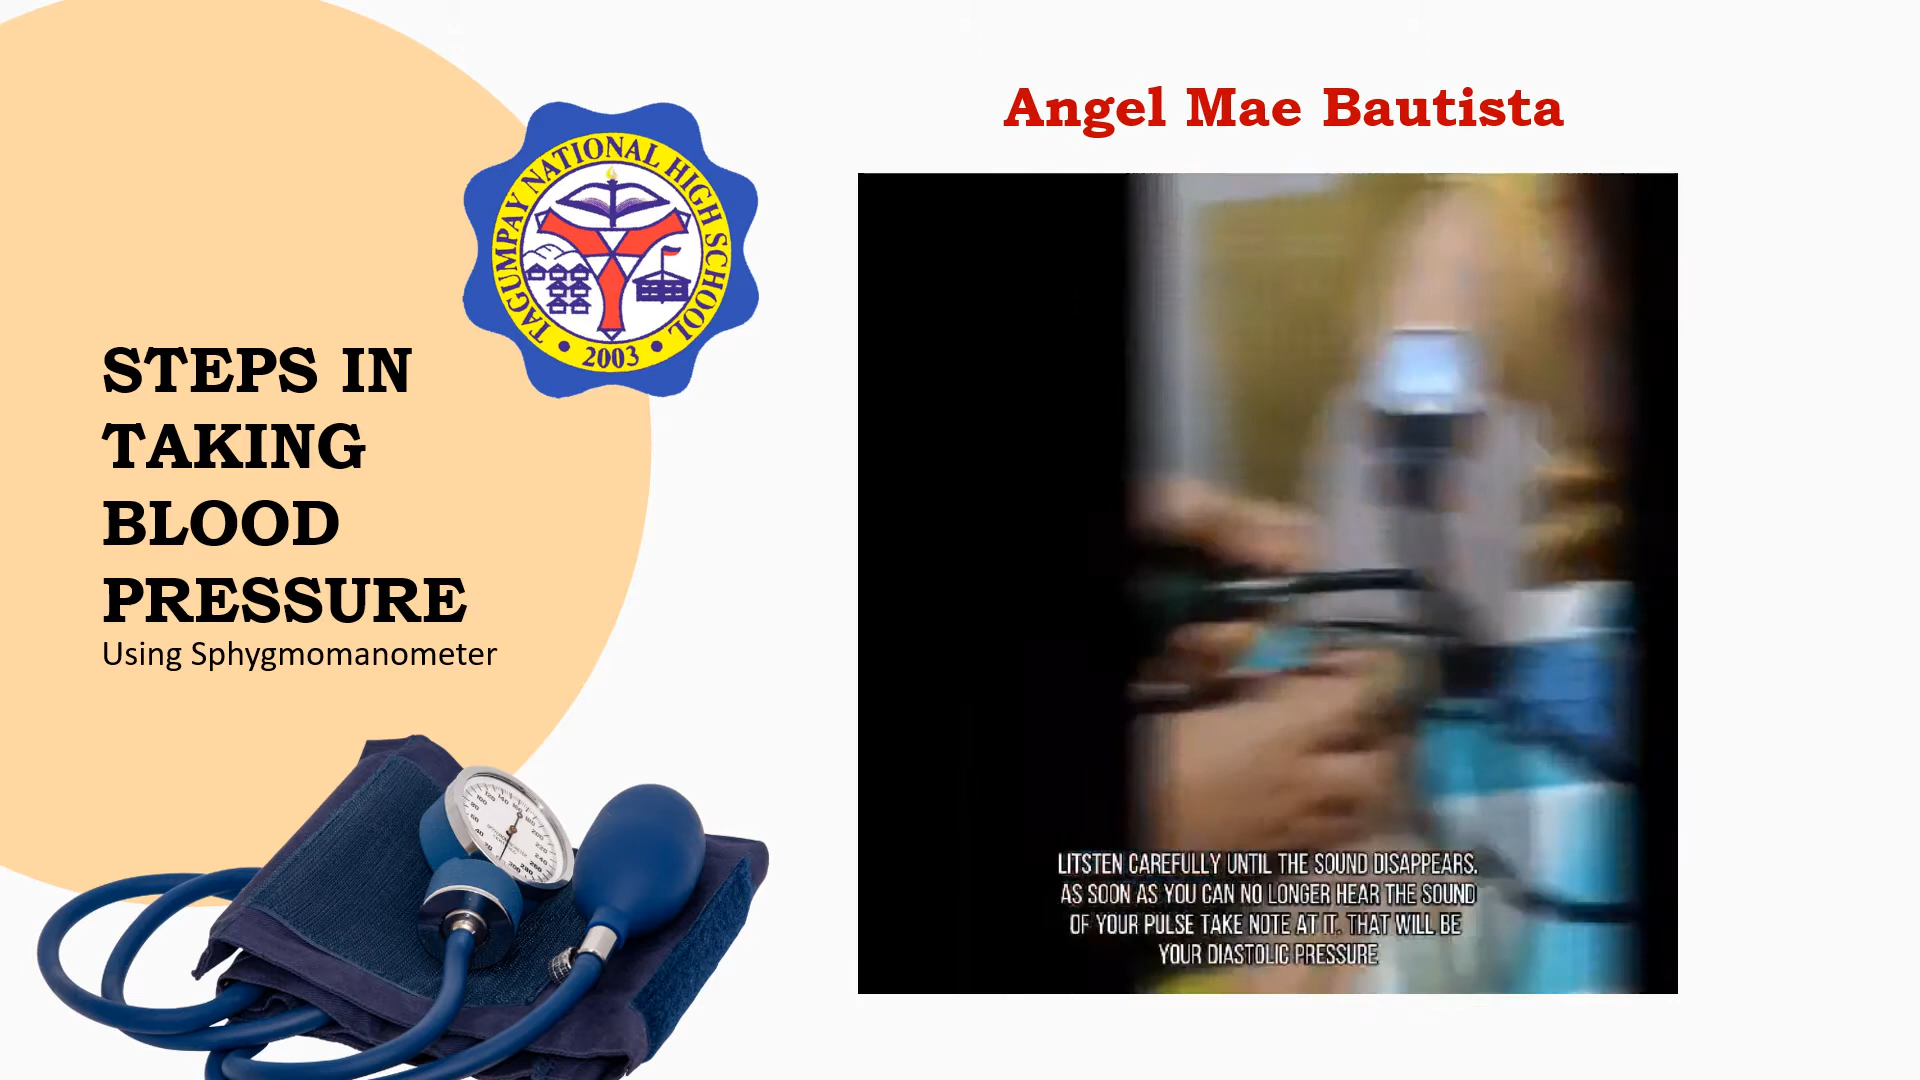 Angel Mae Bautista
TAGUMPAY NATIONAL HIGH SCHOOL
2003
STEPS IN
TAKING
BLOOD
PRESSURE
Using Sphygmomanometer
LITSTEN CAREFULLY UNTIL THE SOUND DISAPPEARS.
AS SOON AS YOU CAN NO LONGER HEAR THE SOUND
OF YOUR PULSE TAKE NOTE AT IT. THAT WILL BE
YOUR DIASTOLIC PRESSURE